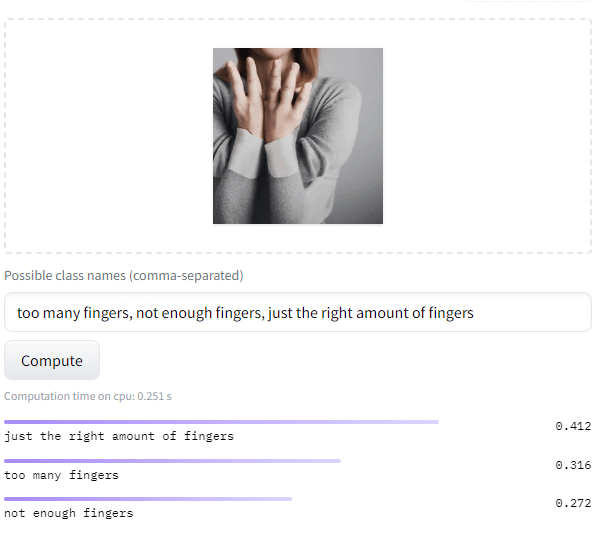 Possible class names (comma-separated)
too many fingers, not enough fingers, just the right amount of fingers
Compute
Computation time on cpu: 0.251 s
just the right amount of fingers 0.412
too many fingers 0.316
not enough fingers 0.272